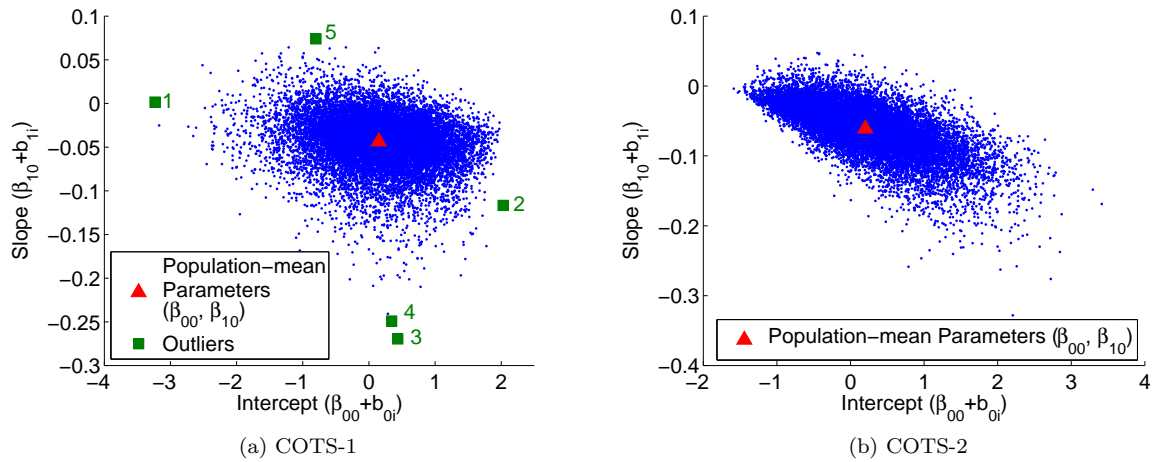 0.1
0.05
0
−0.05
−0.1
−0.15
−0.2
−0.25
−0.3
Slope (β10+b1i)
5
1
2
4
3
Population−mean
Parameters
(β00, β10)
Outliers
−4 −3 −2 −1 0 1 2
Intercept (β00+b0i)
(a) COTS-1
0.1
0
−0.1
−0.2
−0.3
−0.4
Slope (β10+b1i)
Population−mean Parameters (β00, β10)
−2 −1 0 1 2 3 4
Intercept (β00+b0i)
(b) COTS-2